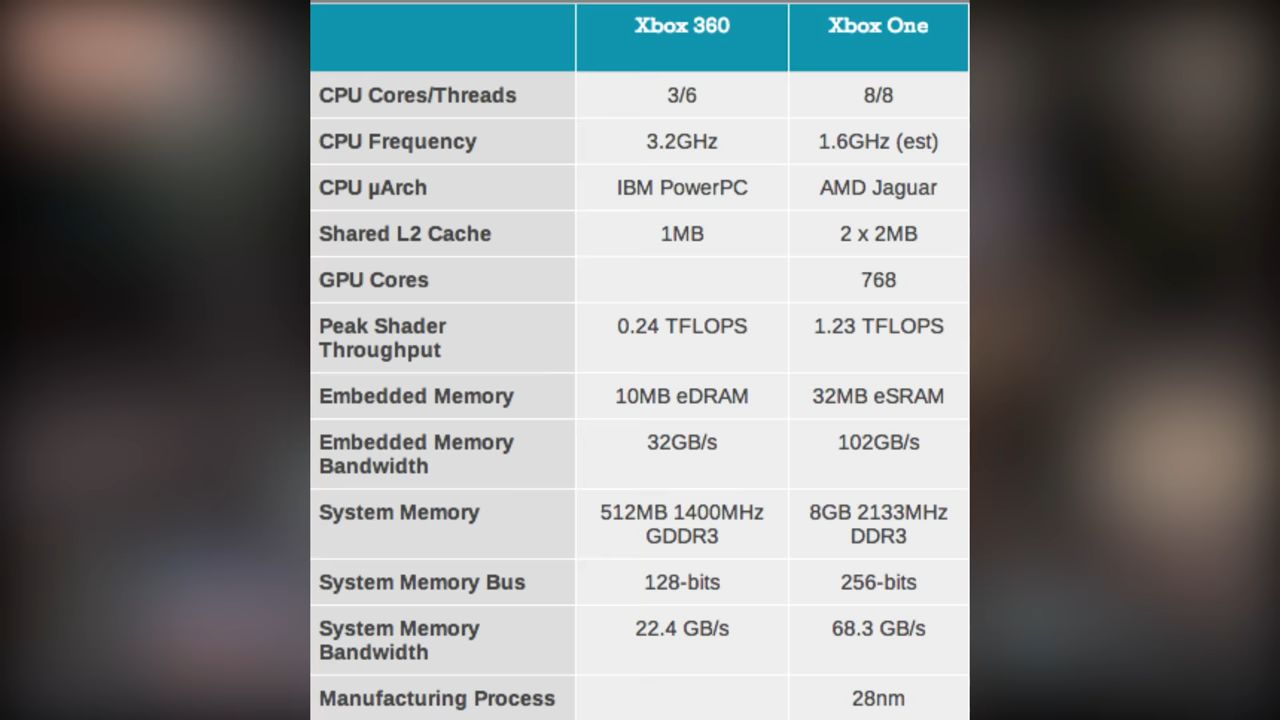 Xbox 360 Xbox One
CPU Cores/Threads 3/6 8/8
CPU Frequency 3.2GHz 1.6GHz (est)
CPU µArch IBM PowerPC AMD Jaguar
Shared L2 Cache 1MB 2 x 2MB
GPU Cores 768
Peak Shader 0.24 TFLOPS 1.23 TFLOPS
Throughput
Embedded Memory 10MB eDRAM 32MB eSRAM
Embedded Memory 32GB/s 102GB/s
Bandwidth
System Memory 512MB 1400MHz 8GB 2133MHz
GDDR3 DDR3
System Memory Bus 128-bits 256-bits
System Memory 22.4 GB/s 68.3 GB/s
Bandwidth
Manufacturing Process 28nm